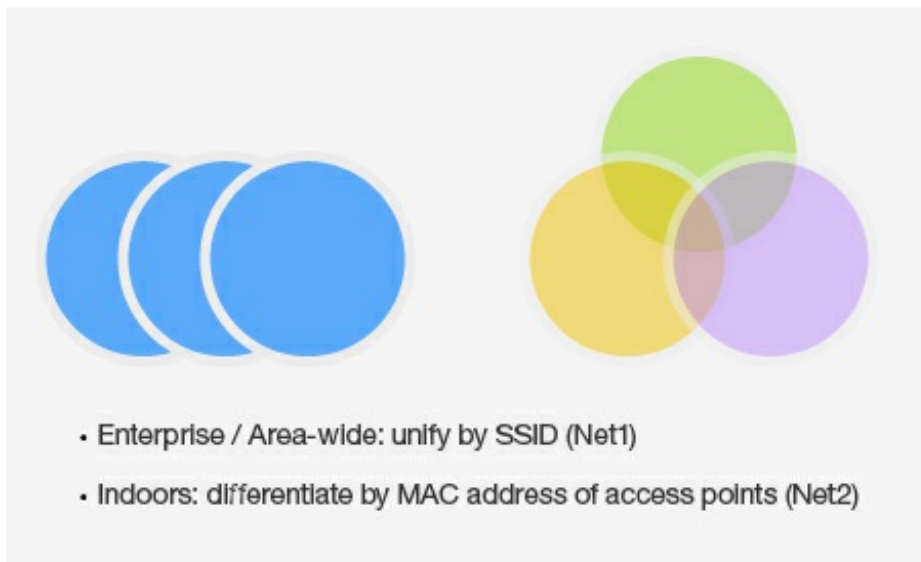 • Enterprise / Area-wide: unify by SSID (Net1)
• Indoors: differentiate by MAC address of access points (Net2)